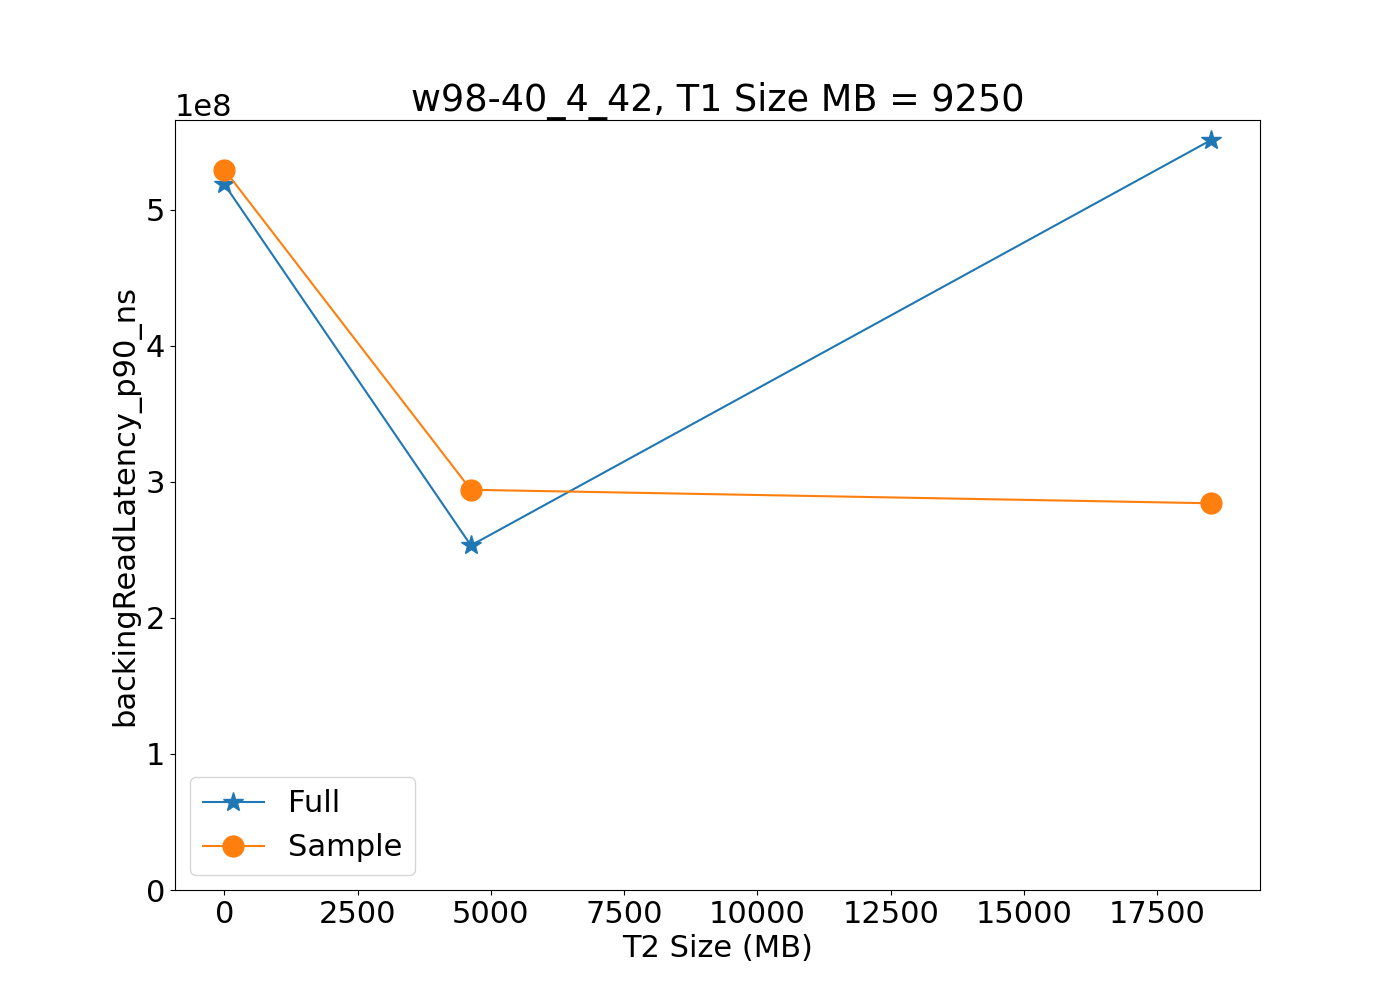 w98-40_4_42, T1 Size MB = 9250
1e8
backingReadLatency_p90_ns
5
4
3
2
1
0
Full
Sample
0 2500 5000 7500 10000 12500 15000 17500
T2 Size (MB)